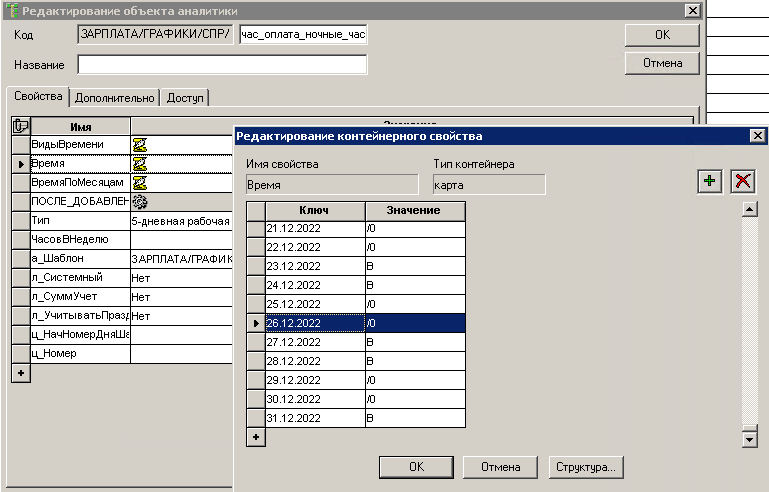 Редактирование объекта аналитики
Код ЗАРПЛАТА/ГРАФИКИ/СПР/ час_оплата_ночные_час OK
Название Отмена
Свойства Дополнительно Доступ
Имя
ВидыВремени
Время
ВремяПоМесяцам
ПОСЛЕ_ДОБАВЛЕН
Тип 5-дневная рабочая
ЧасовВНеделю
а_Шаблон ЗАРПЛАТА/ГРАФИК
л_Системный Нет
л_СуммУчет Нет
л_УчитыватьПразд Нет
ц_НачНомерДняШа
ц_Номер
Редактирование контейнерного свойства
Имя свойства Тип контейнера
Время карта
Ключ Значение
21.12.2022 /0
22.12.2022 /0
23.12.2022 В
24.12.2022 В
25.12.2022 /0
26.12.2022 /0
27.12.2022 В
28.12.2022 В
29.12.2022 /0
30.12.2022 /0
31.12.2022 В
OK Отмена Структура...